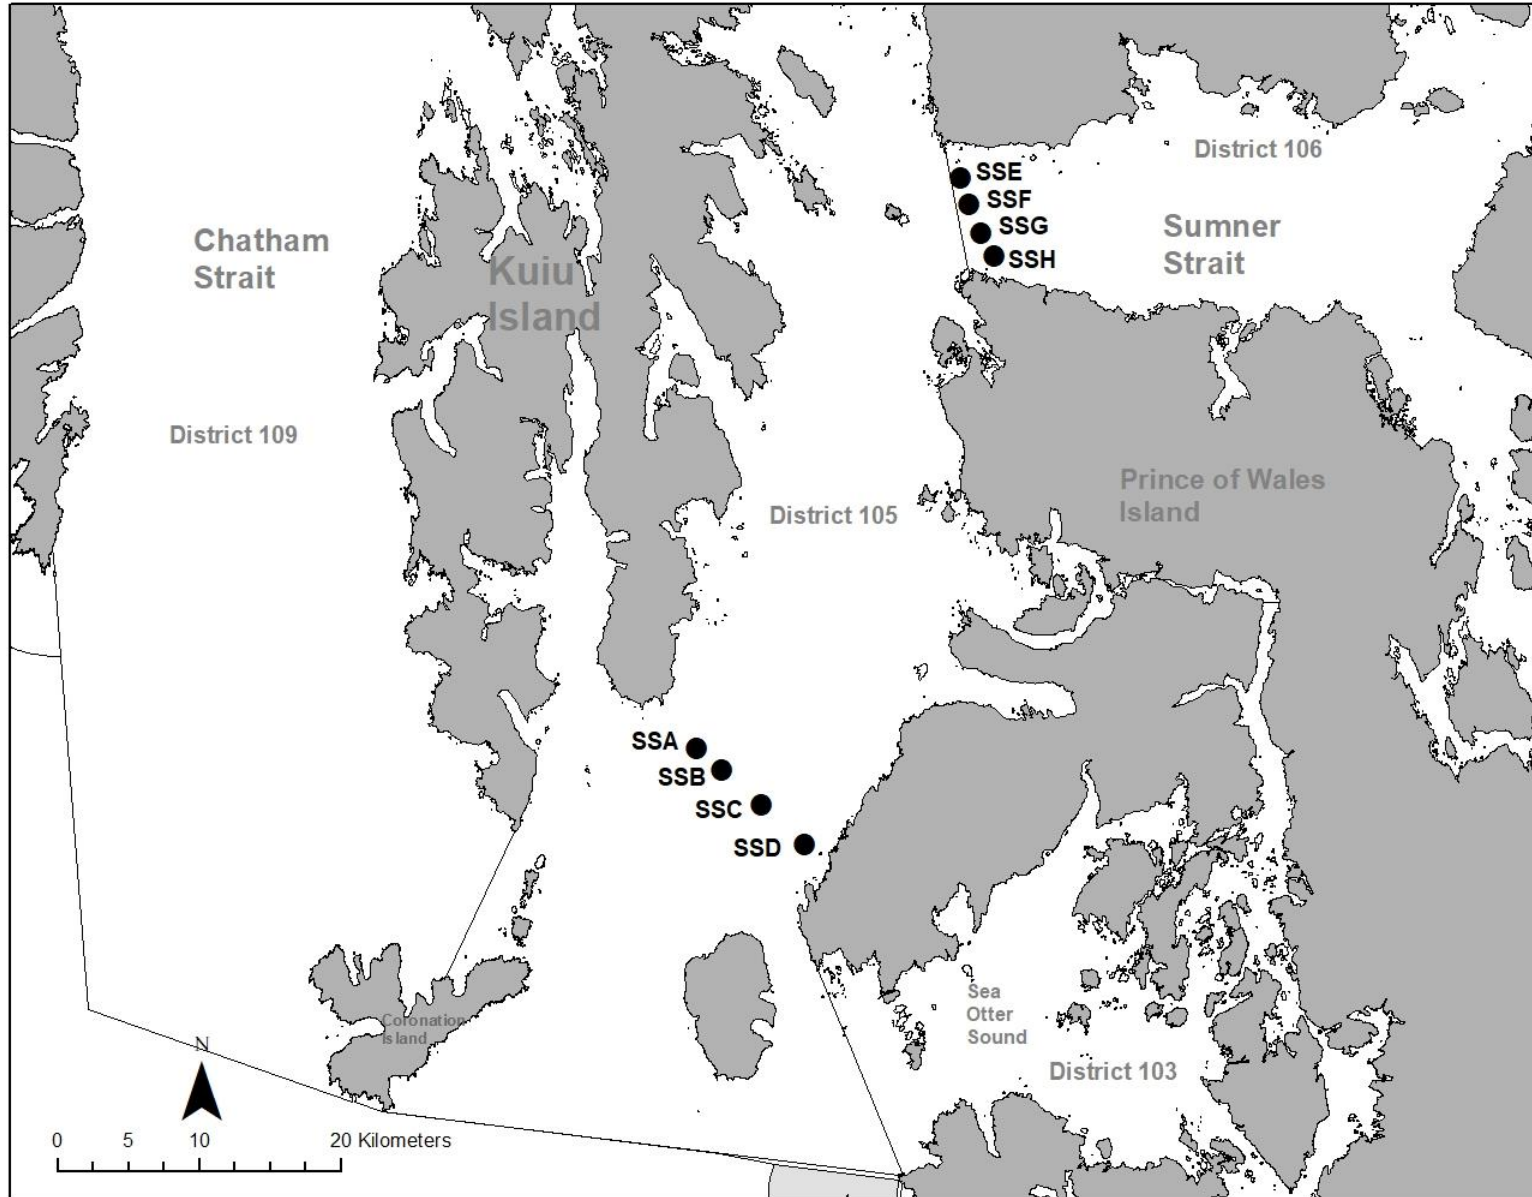 District 106
SSE
SSF
SSG
SSH
Sumner
Strait
Chatham
Strait
Kuiu
Island
District 109
Prince of Wales
Island
District 105
SSA
SSB
SSC
SSD
Sea
Otter
Sound
Coronation
Island
District 103
N
0 5 10 20 Kilometers